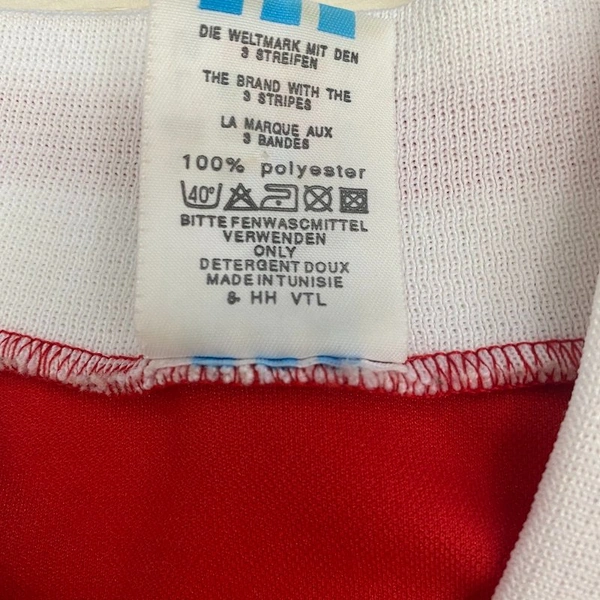 DIE WELTMARK MIT DEN
3 STREIFEN
THE BRAND WITH THE
3 STRIPES
LA MARQUE AUX
3 BANDES
100% polyester
40°
BITTE FENWASCMITTEL
VERWENDEN
ONLY
DETERGENT DOUX
MADE IN TUNISIE
& HH VTL